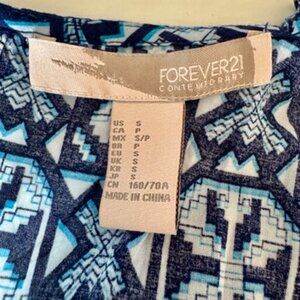 FOREVER21
CONTEMPORARY
US S
CA P
MX S/P
BR P
EU S
UK S
KR S
JP S
CN 160/70A
MADE IN CHINA